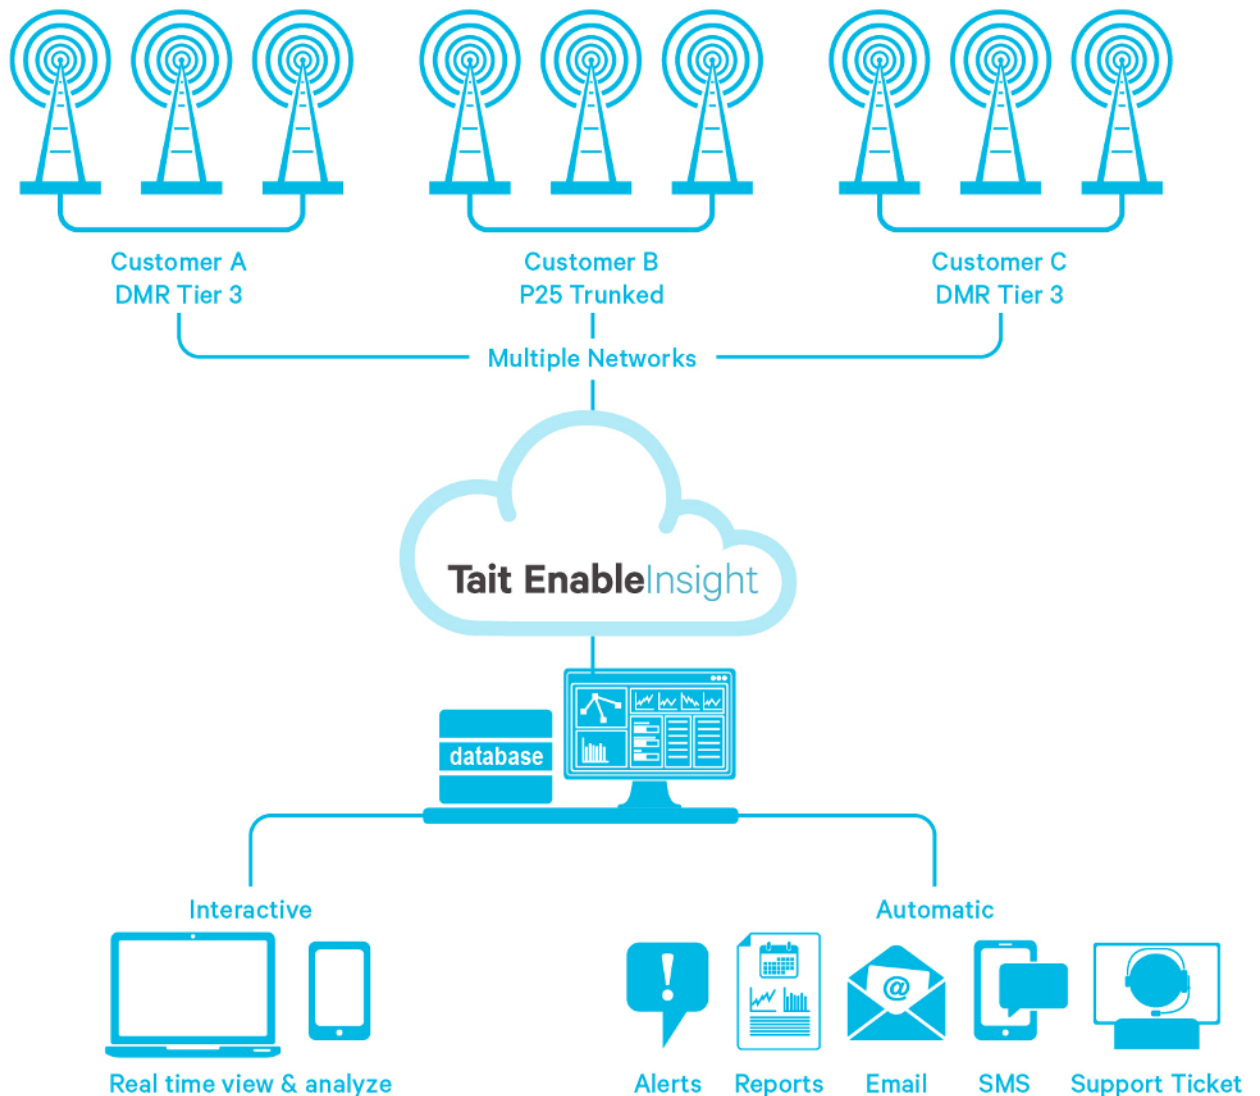 Customer A
DMR Tier 3
Customer B
P25 Trunked
Customer C
DMR Tier 3
Multiple Networks
Tait EnableInsight
database
Interactive
Automatic
@
Real time view & analyze
Alerts
Reports
Email
SMS
Support Ticket